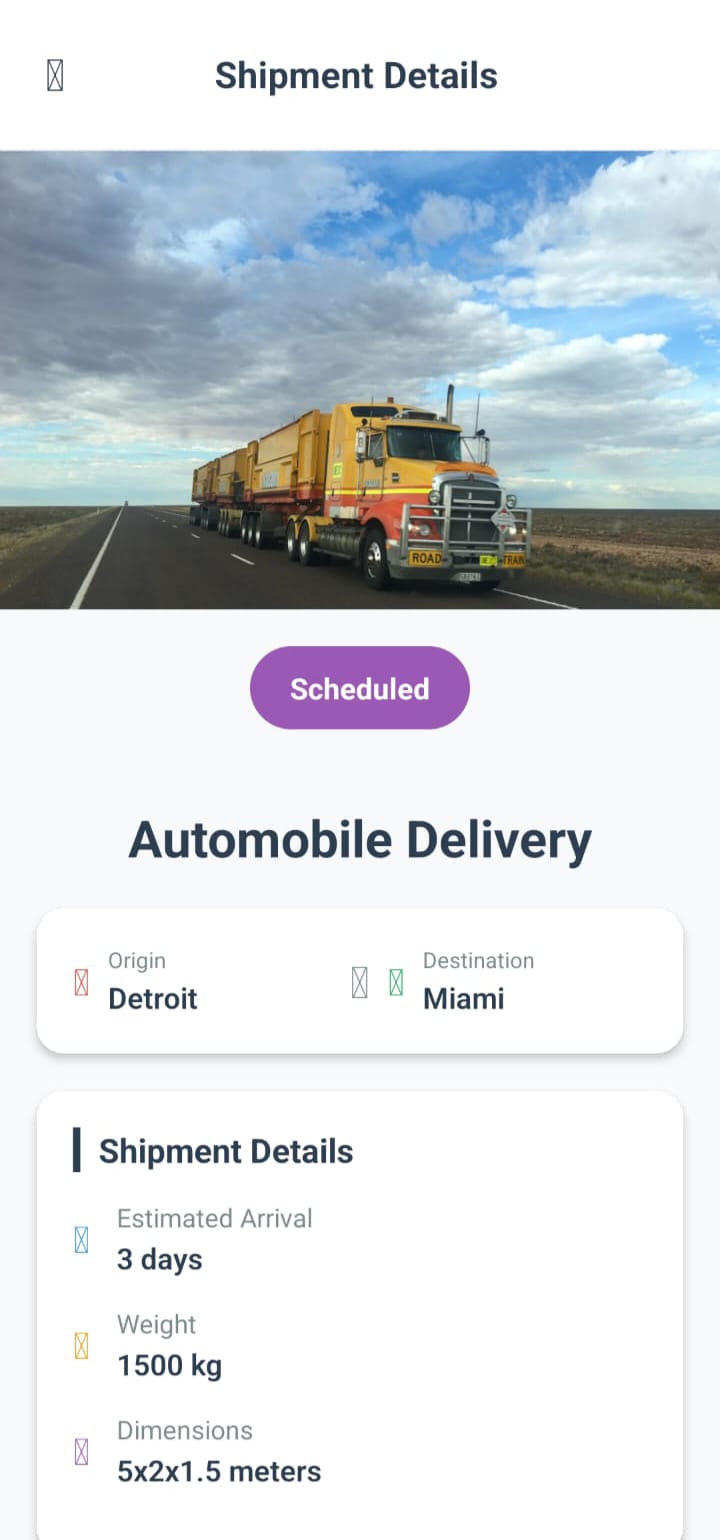 Shipment Details
ROAD
TRAIN
Scheduled
Automobile Delivery
Origin
Detroit
Destination
Miami
Shipment Details
Estimated Arrival
3 days
Weight
1500 kg
Dimensions
5x2x1.5 meters